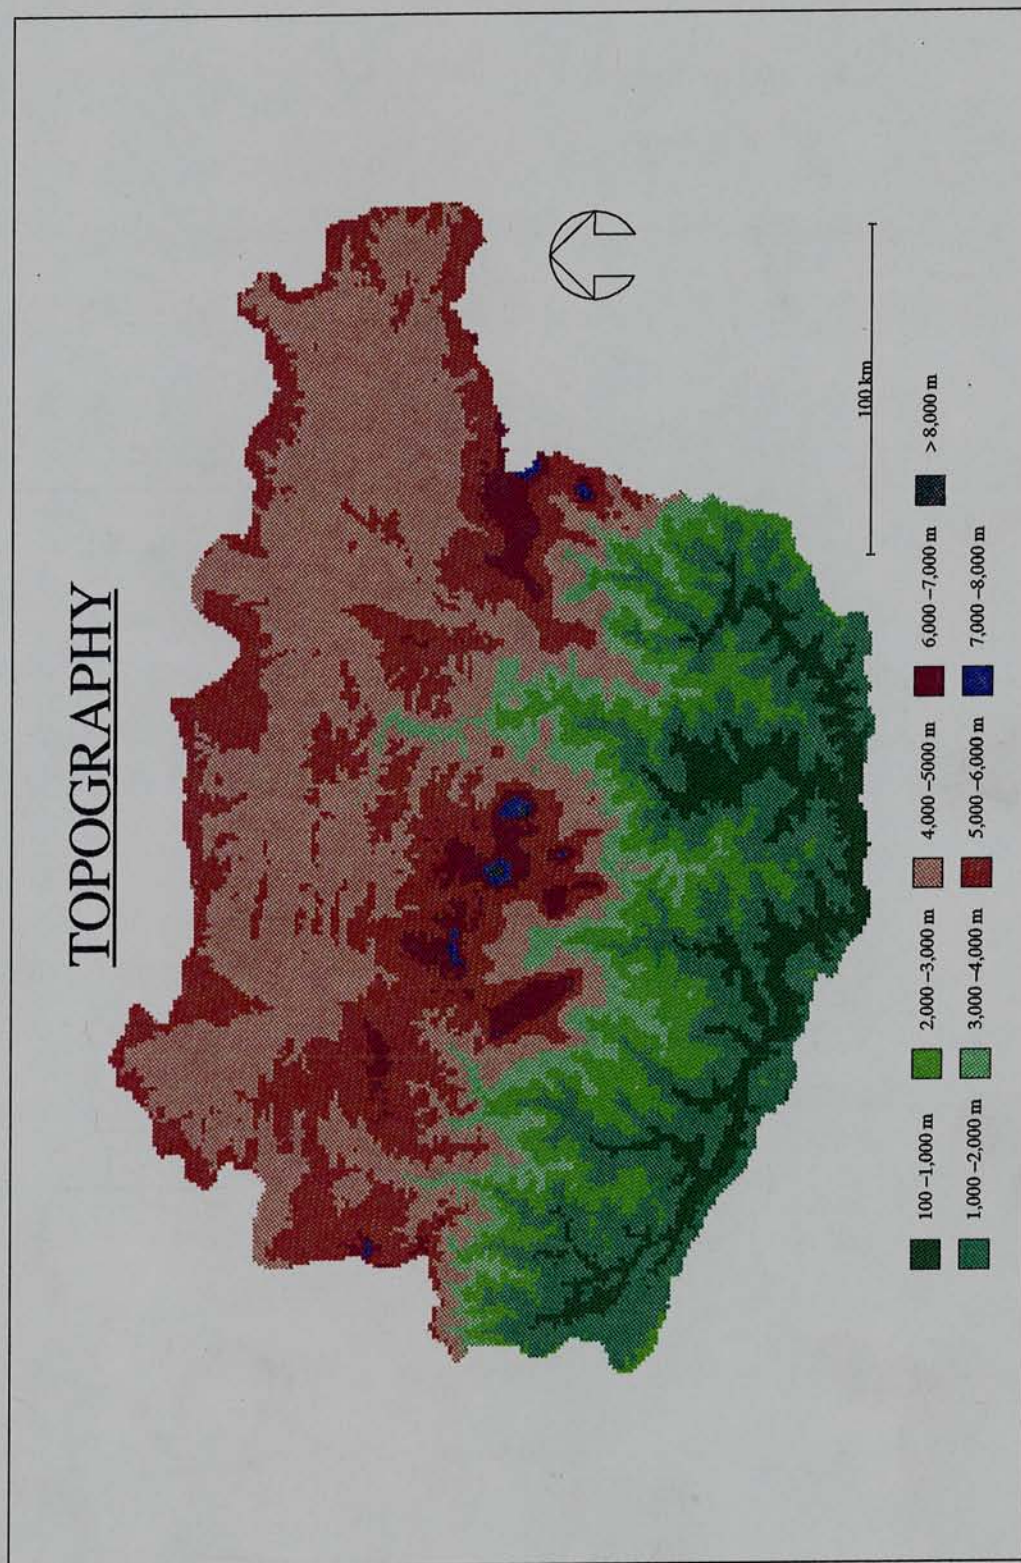 TOPOGRAPHY
100 km
100 –1,000 m
2,000 –3,000 m
4,000 –5000 m
6,000 –7,000 m
> 8,000 m
1,000 –2,000 m
3,000 –4,000 m
5,000 –6,000 m
7,000 –8,000 m